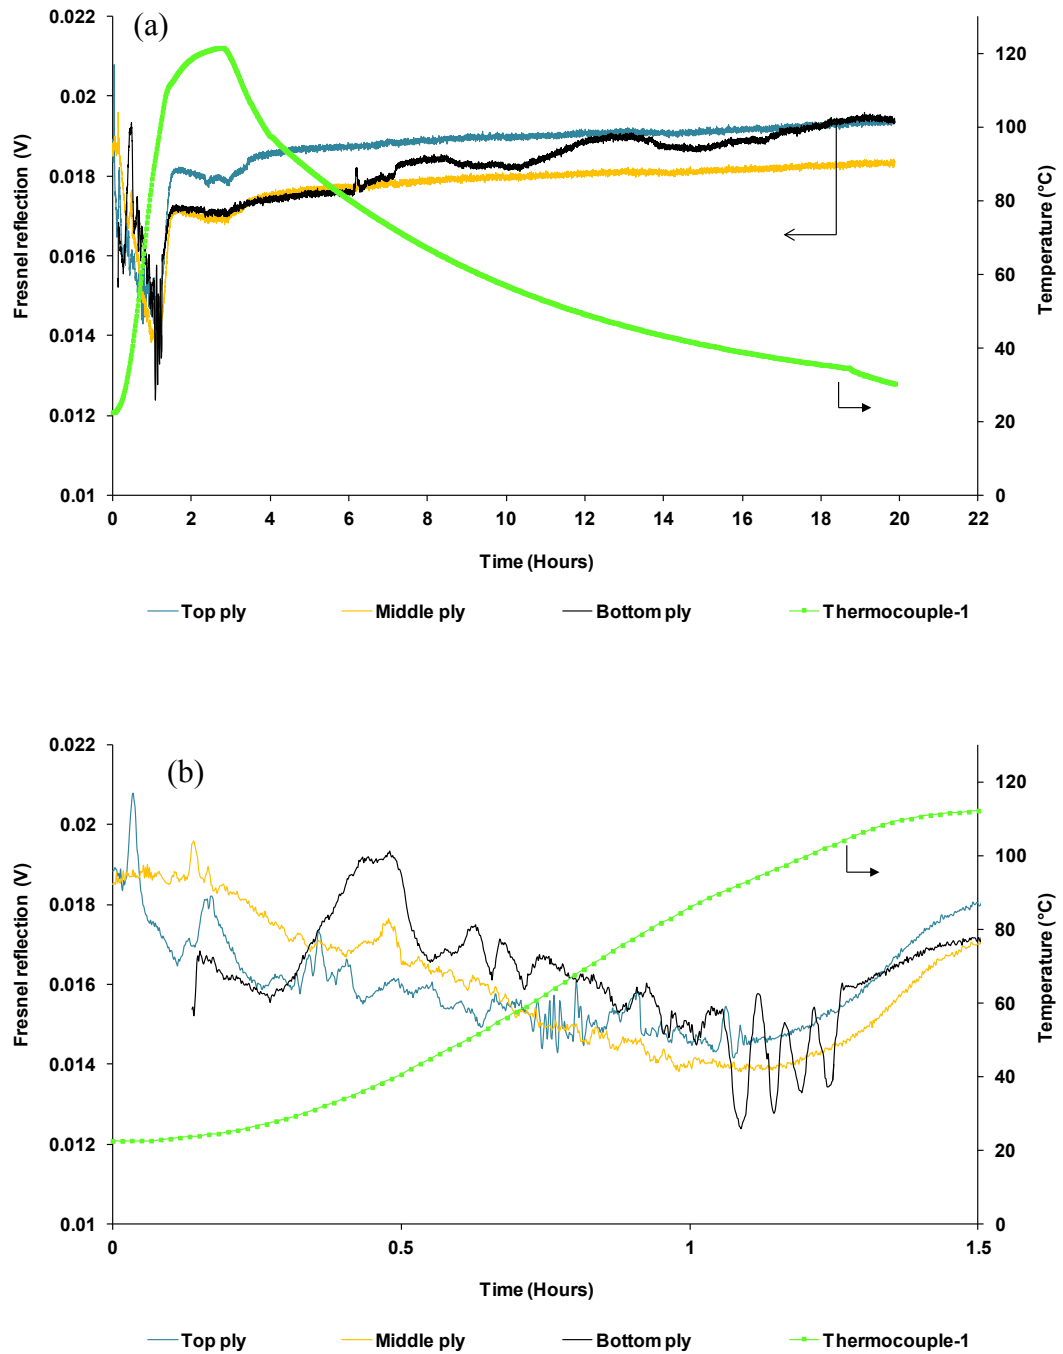 (a)
0.022
0.02
0.018
0.016
0.014
0.012
0.01
Fresnel reflection (V)
120
100
80
60
40
20
0
Temperature (°C)
0 2 4 6 8 10 12 14 16 18 20 22
Time (Hours)
Top ply Middle ply Bottom ply Thermocouple-1
(b)
0.022
0.02
0.018
0.016
0.014
0.012
0.01
Fresnel reflection (V)
120
100
80
60
40
20
0
Temperature (°C)
0 0.5 1 1.5
Time (Hours)
Top ply Middle ply Bottom ply Thermocouple-1